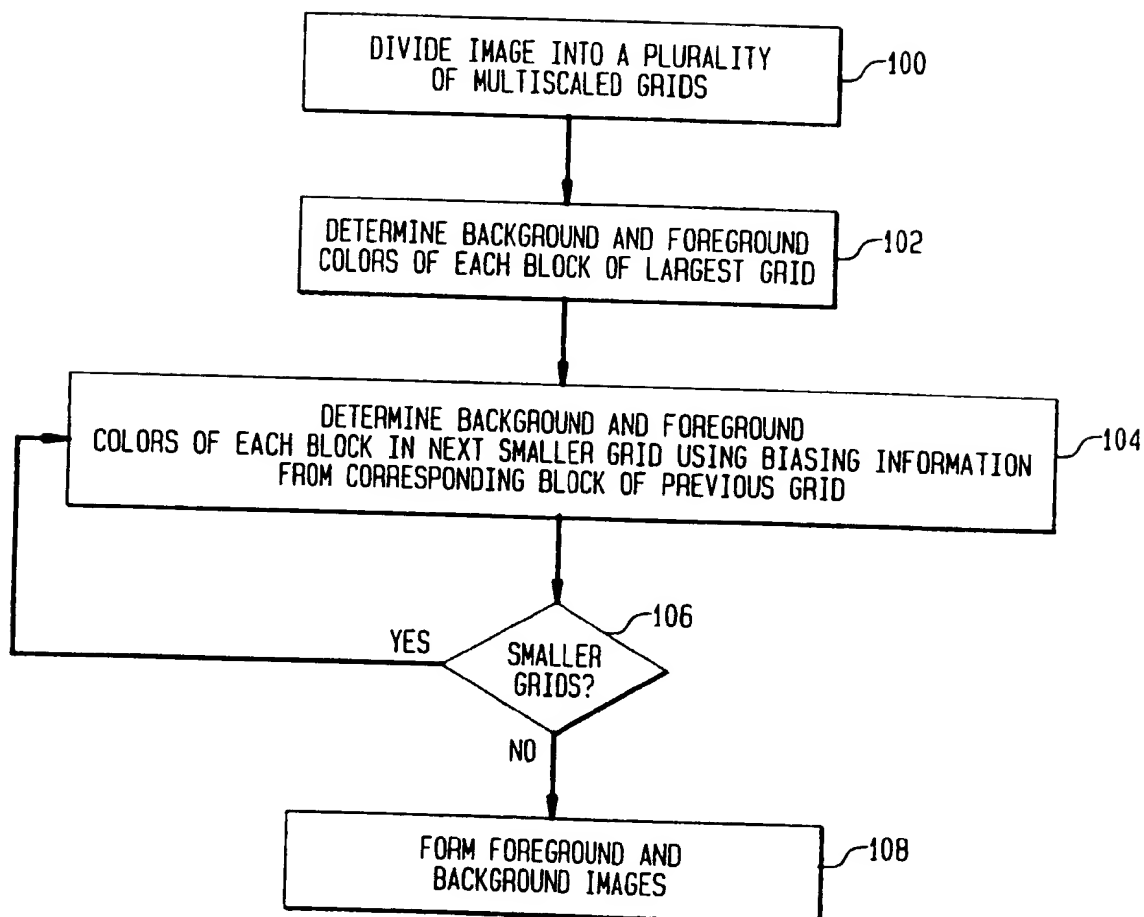 DIVIDE IMAGE INTO A PLURALITY
OF MULTISCALED GRIDS
100
DETERMINE BACKGROUND AND FOREGROUND
COLORS OF EACH BLOCK OF LARGEST GRID
102
DETERMINE BACKGROUND AND FOREGROUND
COLORS OF EACH BLOCK IN NEXT SMALLER GRID USING BIASING INFORMATION
FROM CORRESPONDING BLOCK OF PREVIOUS GRID
104
106
YES
SMALLER
GRIDS?
NO
FORM FOREGROUND AND
BACKGROUND IMAGES
108